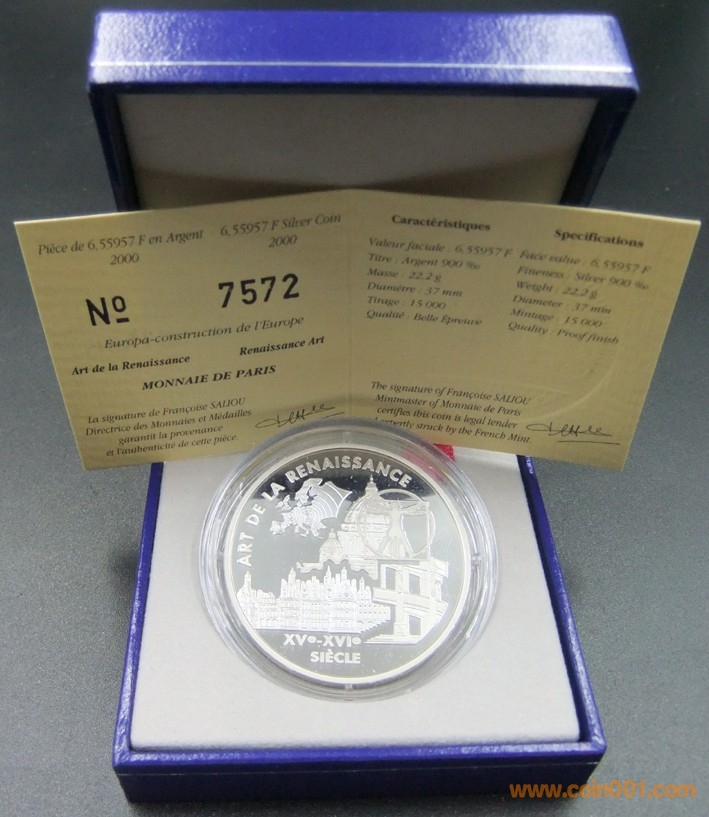 Pièce de 6,55957 F en Argent
2000
6,55957 F Silver Coin
2000
Nº 7572
Europa-construction de l'Europe
Art de la Renaissance
Renaissance Art
MONNAIE DE PARIS
La signature de Françoise SALIOU
Directrice des Monnaies et Médailles
garantit la provenance
et l'authenticité de cette pièce.
Caractéristiques
Valeur faciale : 6,55957 F
Titre : Argent 900 ‰
Masse : 22.2 g
Diamètre : 37 mm
Tirage : 15 000
Qualité : Belle Épreuve
Specifications
Face value : 6,55957 F
Fineness : Silver 900 ‰
Weight : 22.2 g
Diameter : 37 mm
Mintage : 15 000
Quality : Proof finish
The signature of Françoise SALIOU
Mintmaster of Monnaie de Paris
Certifies this coin is legal tender
struck by the French Mint.
ART DE LA RENAISSANCE
XVe-XVIe
SIÈCLE
www.coin001.com